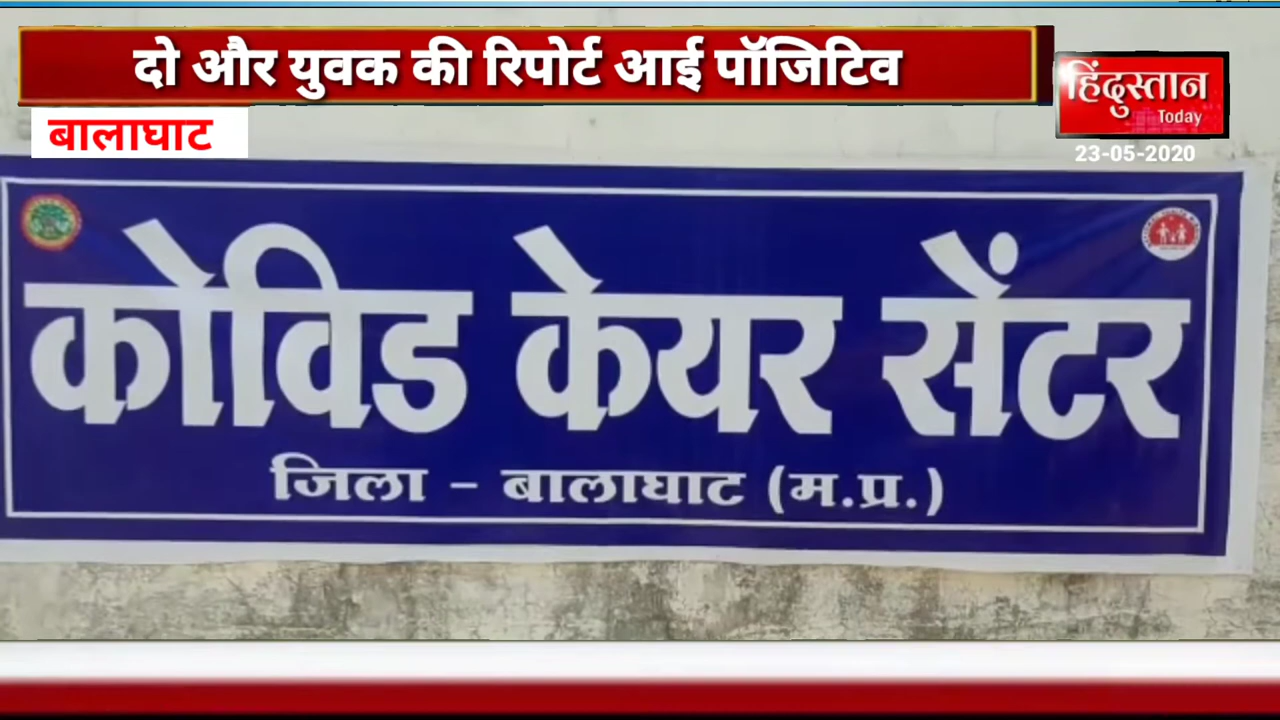 दो और युवक की रिपोर्ट आई पॉजिटिव
हिंदुस्तान
Today
बालाघाट
23-05-2020
कोविड केयर सेंटर
जिला - बालाघाट (म.प्र.)